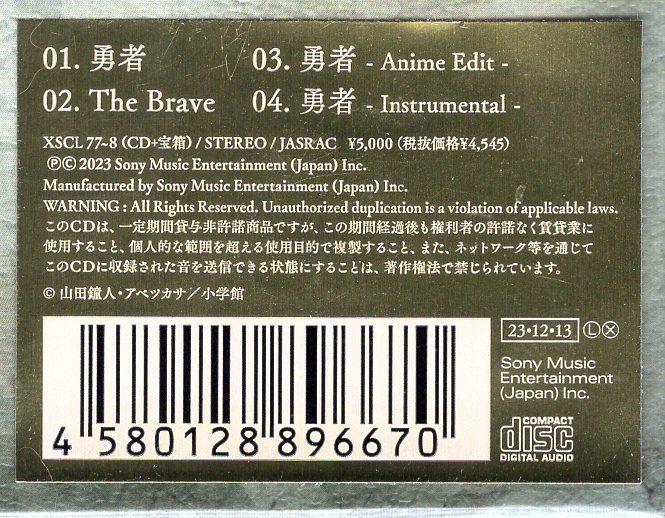 01. 勇者
02. The Brave
03. 勇者 - Anime Edit -
04. 勇者 - Instrumental -
XSCL 77~8 (CD+宝箱) / STEREO / JASRAC ¥5,000 (税抜価格¥4,545)
ⓅⒸ 2023 Sony Music Entertainment (Japan) Inc.
Manufactured by Sony Music Entertainment (Japan) Inc.
WARNING : All Rights Reserved. Unauthorized duplication is a violation of applicable laws.
このCDは、一定期間貸与非許諾商品ですが、この期間経過後も権利者の許諾なく賃貸業に
使用すること、個人的な範囲を超える使用目的で複製すること、また、ネットワーク等を通じて
このCDに収録された音を送信できる状態にすることは、著作権法で禁じられています。
© 山田鐘人・アベツカサ／小学館
4 580128 896670
23・12・13 Ⓛⓧ
Sony Music
Entertainment
(Japan) Inc.
COMPACT
disc
DIGITAL AUDIO